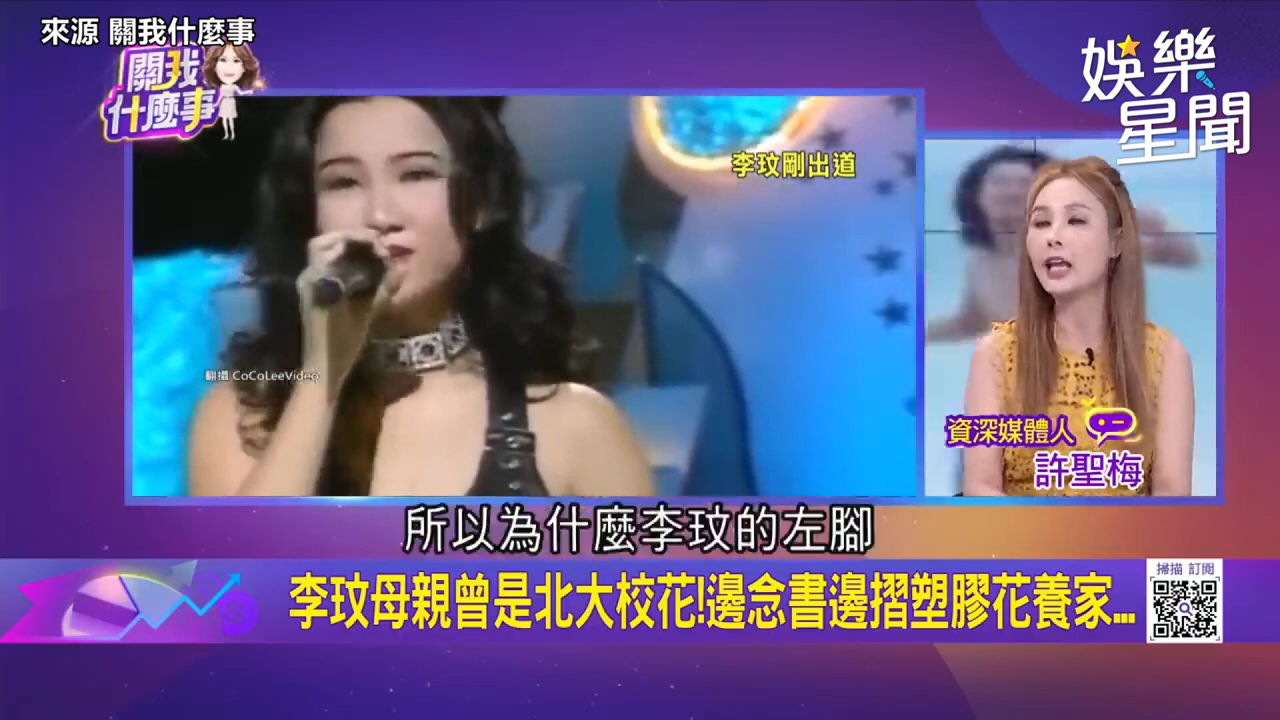 來源 關我什麼事
關我
什麼事
娛樂
星聞
李玟剛出道
翻攝 CoCoLeeVideo
資深媒體人
許聖梅
所以為什麼李玟的左腳
李玟母親曾是北大校花!邊念書邊摺塑膠花養家...
掃描 訂閱